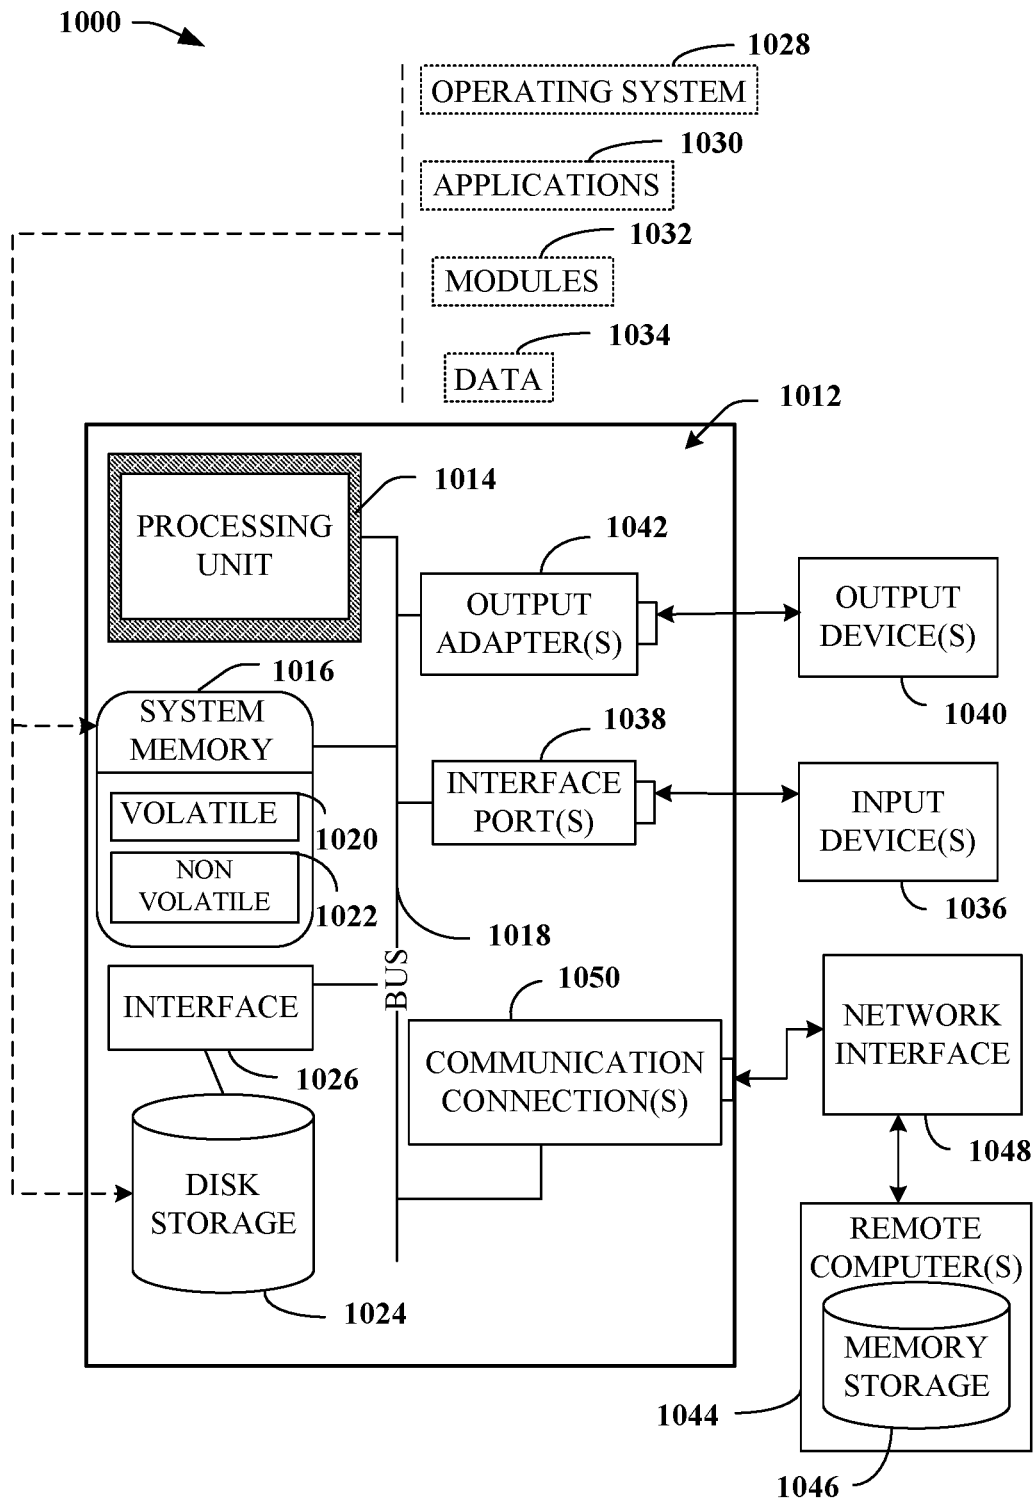 1000
1028
OPERATING SYSTEM
1030
APPLICATIONS
1032
MODULES
1034
DATA
1012
1014
PROCESSING
UNIT
1042
OUTPUT
ADAPTER(S)
OUTPUT
DEVICE(S)
1040
1016
SYSTEM
MEMORY
VOLATILE
1020
NON
VOLATILE
1022
1038
INTERFACE
PORT(S)
INPUT
DEVICE(S)
1036
1018
BUS
INTERFACE
1026
1050
COMMUNICATION
CONNECTION(S)
NETWORK
INTERFACE
1048
DISK
STORAGE
1024
REMOTE
COMPUTER(S)
MEMORY
STORAGE
1044
1046